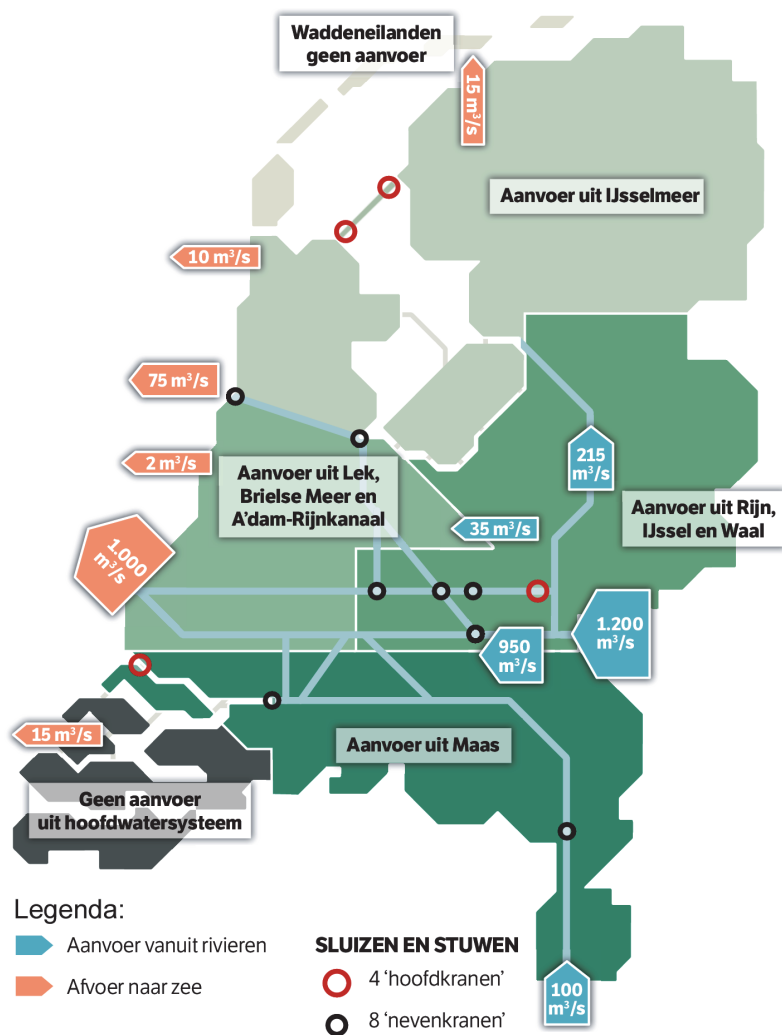 Waddeneilanden
geen aanvoer
15 m³/s
Aanvoer uit IJsselmeer
10 m³/s
75 m³/s
2 m³/s
Aanvoer uit Lek,
Brielse Meer en
A'dam-Rijnkanaal
215
m³/s
Aanvoer uit Rijn,
IJssel en Waal
35 m³/s
1.000
m³/s
1.200
m³/s
950
m³/s
15 m³/s
Aanvoer uit Maas
Geen aanvoer
uit hoofdwatersysteem
Legenda:
Aanvoer vanuit rivieren
Afvoer naar zee
SLUIZEN EN STUWEN
4 'hoofdkranen'
8 'nevenkranen'
100
m³/s